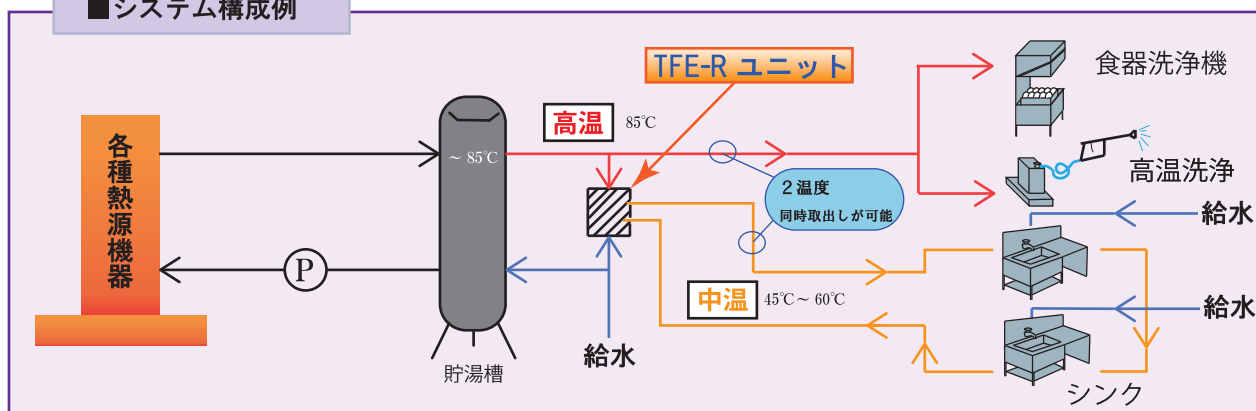 ■システム構成例
TFE-R ユニット
食器洗浄機
高温
85℃
各種熱源機器
～ 85℃
高温洗浄
2温度
同時取出しが可能
給水
P
中温
45℃～ 60℃
給水
給水
貯湯槽
シンク